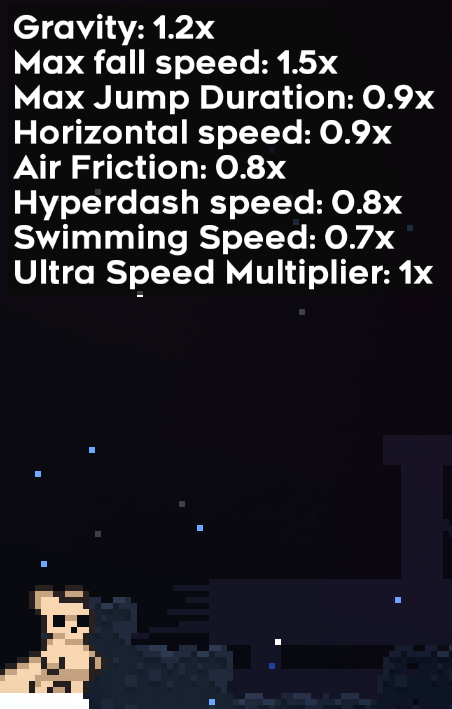 Gravity: 1.2x
Max fall speed: 1.5x
Max Jump Duration: 0.9x
Horizontal speed: 0.9x
Air Friction: 0.8x
Hyperdash speed: 0.8x
Swimming Speed: 0.7x
Ultra Speed Multiplier: 1x